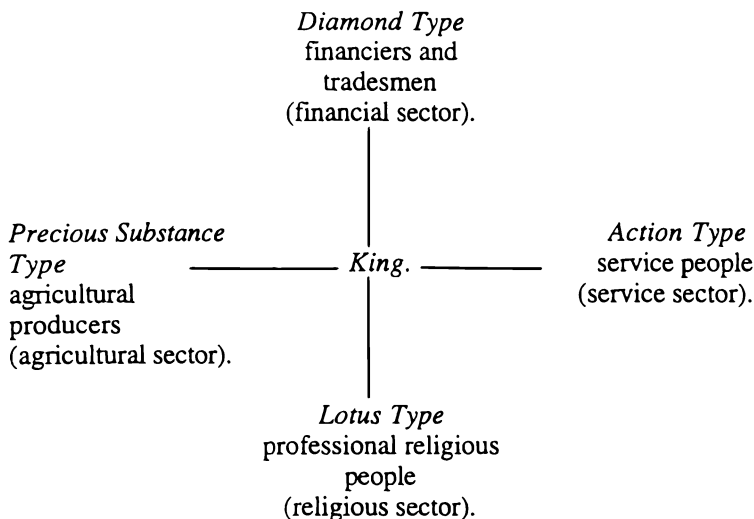 Diamond Type
financiers and
tradesmen
(financial sector).
Precious Substance
Type
agricultural
producers
(agricultural sector).
King.
Action Type
service people
(service sector).
Lotus Type
professional religious
people
(religious sector).